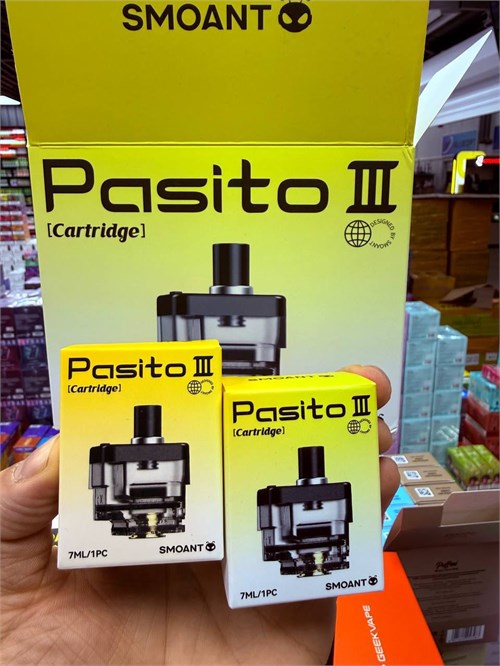 SMOANT
Pasito III
[Cartridge]
DESIGNED BY SMOANT
Pasito III
[Cartridge]
7ML/1PC
SMOANT
SMOANT
Pasito III
[Cartridge]
7ML/1PC
SMOANT
GEEKVAPE